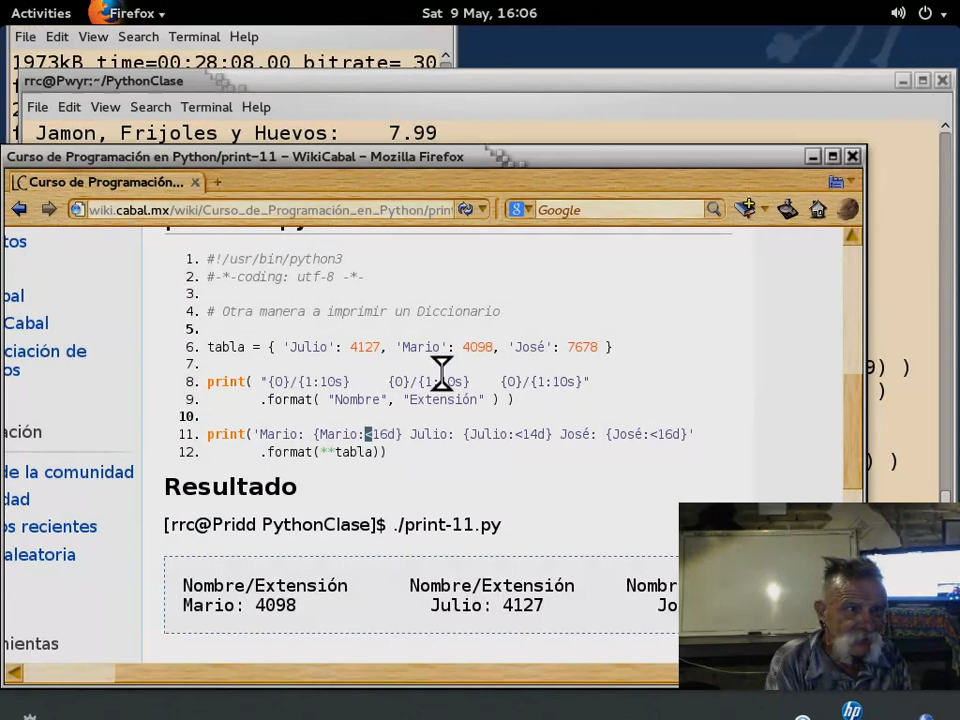 Activities Firefox Sat 9 May, 16:06
File Edit View Search Terminal Help
1973kB time=00:28:08.00 bitrate= 30
rrc@Pwyr:~/PythonClase
File Edit View Search Terminal Help
Jamon, Frijoles y Huevos: 7.99
Curso de Programación en Python/print-11 – WikiCabal – Mozilla Firefox
Curso de Programación...
wiki.cabal.mx/wiki/Curso_de_Programación_en_Python/print
Google
tos
bal
Cabal
ciación de
os
ación
de la comunidad
dad
os recientes
aleatoria
mientas
1. #!/usr/bin/python3
2. #-*-coding: utf-8 -*-
3.
4. # Otra manera a imprimir un Diccionario
5.
6. tabla = { 'Julio': 4127, 'Mario': 4098, 'José': 7678 }
7.
8. print( "{0}/{1:10s} {0}/{1:10s} {0}/{1:10s}"
9. .format( "Nombre", "Extensión" ) )
10.
11. print('Mario: {Mario:<16d} Julio: {Julio:<14d} José: {José:<16d}'
12. .format(**tabla))
Resultado
[rrc@Pridd PythonClase]$ ./print-11.py
Nombre/Extensión Nombre/Extensión Nomb
Mario: 4098 Julio: 4127 Jo
9) ) )
) )
) )
hp